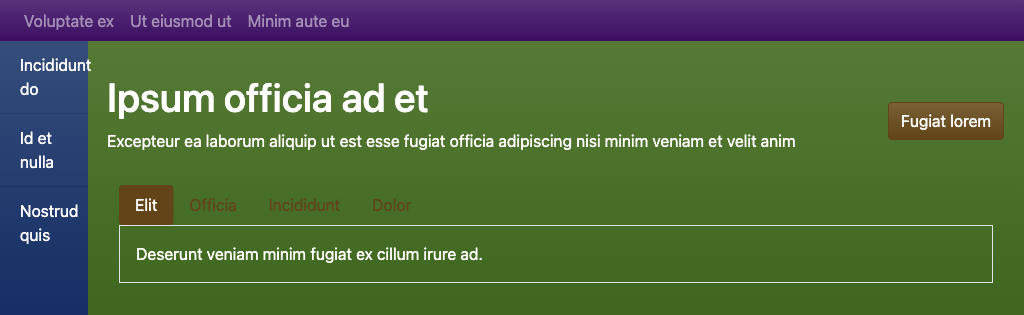 Voluptate ex Ut eiusmod ut Minim aute eu
Incididunt
do
Id et
nulla
Nostrud
quis
Ipsum officia ad et
Excepteur ea laborum aliquip ut est esse fugiat officia adipiscing nisi minim veniam et velit anim
Fugiat lorem
Elit Officia Incididunt Dolor
Deserunt veniam minim fugiat ex cillum irure ad.